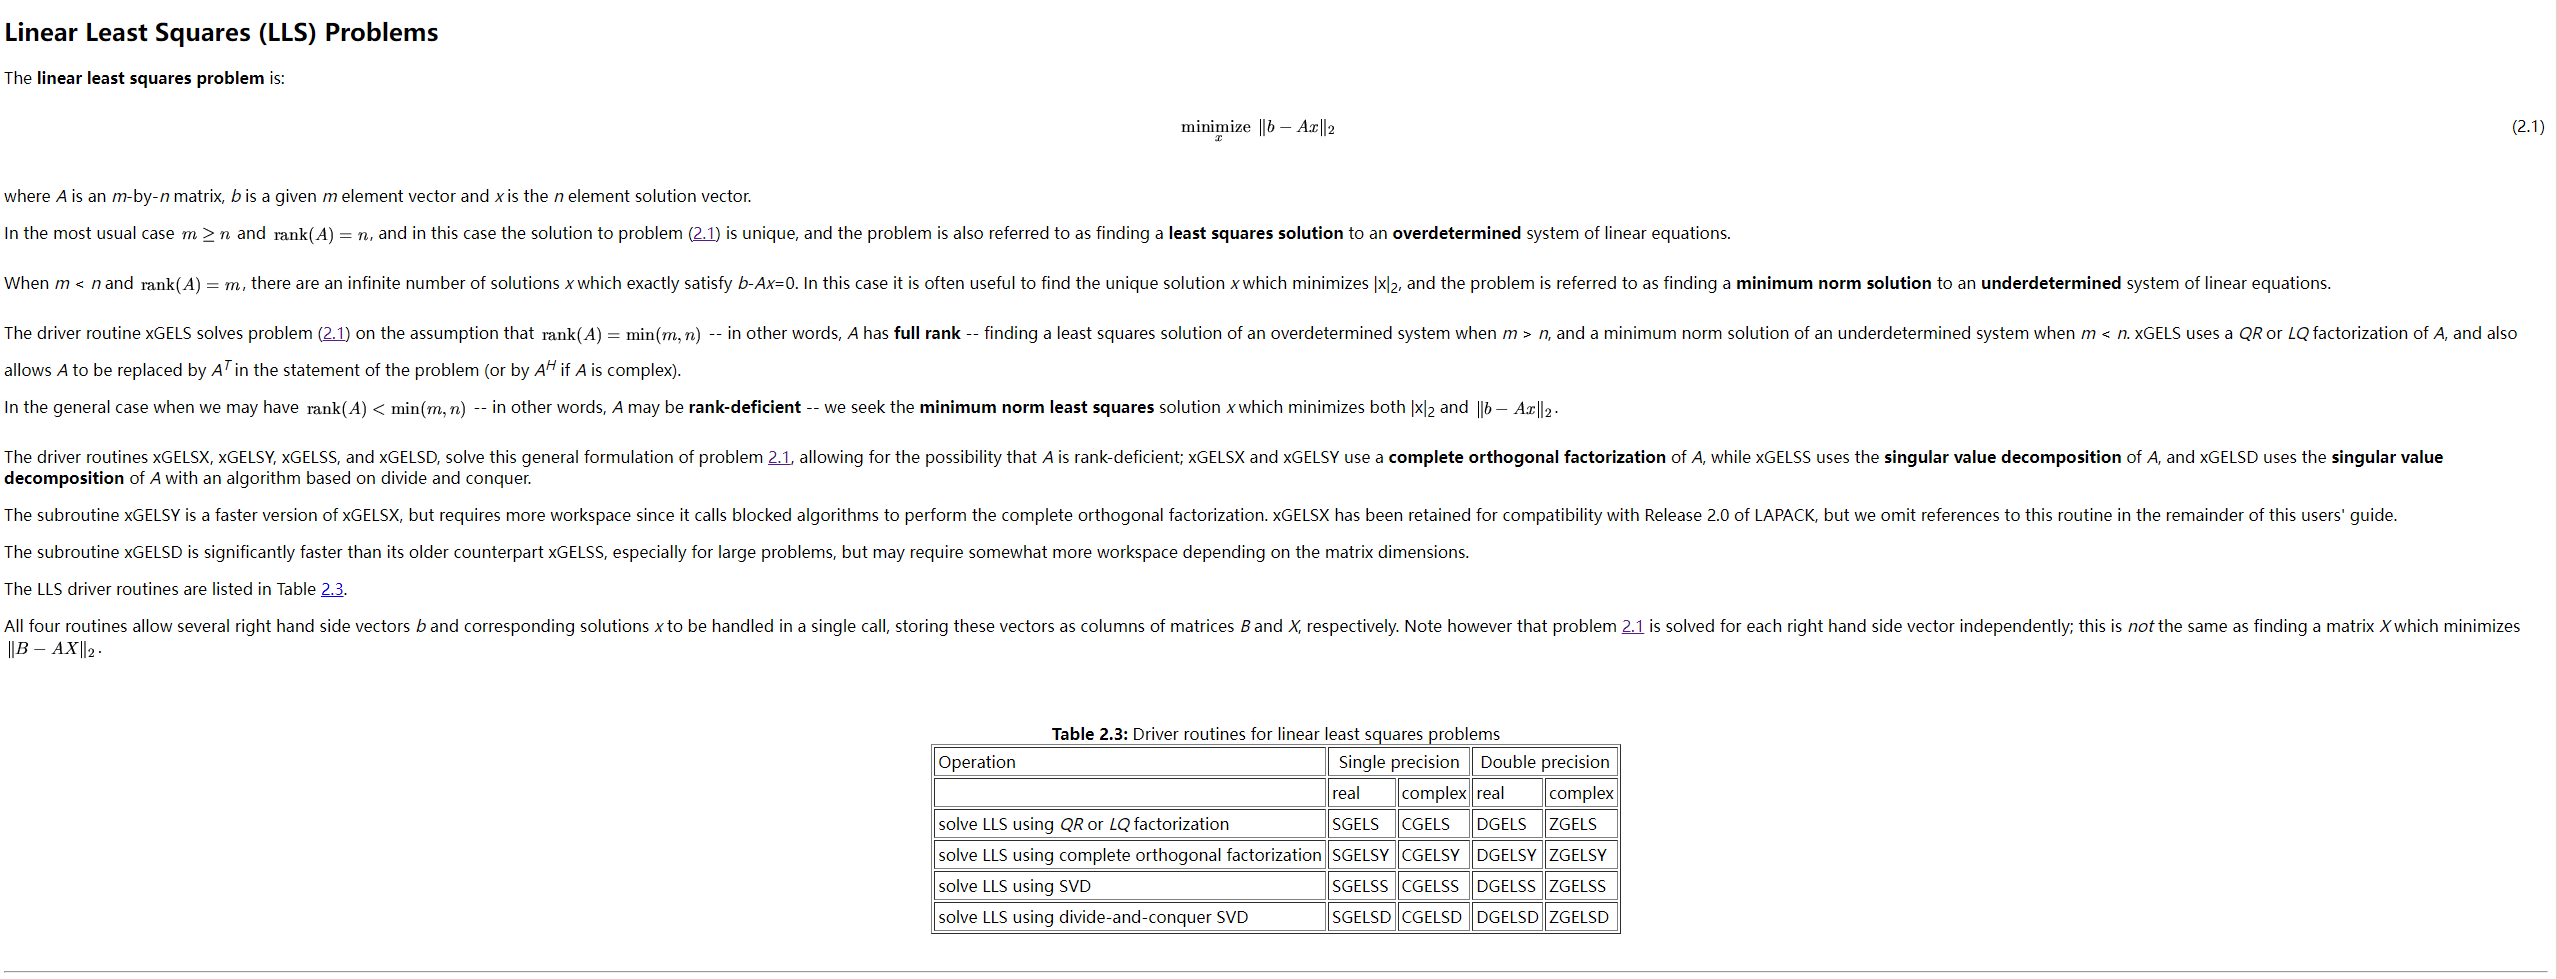 Linear Least Squares (LLS) Problems
The linear least squares problem is:
minimize ‖b − Ax‖₂ (2.1)
x
where A is an m-by-n matrix, b is a given m element vector and x is the n element solution vector.
In the most usual case m ≥ n and rank(A) = n, and in this case the solution to problem (2.1) is unique, and the problem is also referred to as finding a least squares solution to an overdetermined system of linear equations.
When m < n and rank(A) = m, there are an infinite number of solutions x which exactly satisfy b-Ax=0. In this case it is often useful to find the unique solution x which minimizes |x|₂, and the problem is referred to as finding a minimum norm solution to an underdetermined system of linear equations.
The driver routine xGELS solves problem (2.1) on the assumption that rank(A) = min(m, n) -- in other words, A has full rank -- finding a least squares solution of an overdetermined system when m > n, and a minimum norm solution of an underdetermined system when m < n. xGELS uses a QR or LQ factorization of A, and also
allows A to be replaced by Aᵀ in the statement of the problem (or by Aᴴ if A is complex).
In the general case when we may have rank(A) < min(m, n) -- in other words, A may be rank-deficient -- we seek the minimum norm least squares solution x which minimizes both |x|₂ and ‖b − Ax‖₂.
The driver routines xGELSX, xGELSY, xGELSS, and xGELSD, solve this general formulation of problem 2.1, allowing for the possibility that A is rank-deficient; xGELSX and xGELSY use a complete orthogonal factorization of A, while xGELSS uses the singular value decomposition of A, and xGELSD uses the singular value
decomposition of A with an algorithm based on divide and conquer.
The subroutine xGELSY is a faster version of xGELSX, but requires more workspace since it calls blocked algorithms to perform the complete orthogonal factorization. xGELSX has been retained for compatibility with Release 2.0 of LAPACK, but we omit references to this routine in the remainder of this users' guide.
The subroutine xGELSD is significantly faster than its older counterpart xGELSS, especially for large problems, but may require somewhat more workspace depending on the matrix dimensions.
The LLS driver routines are listed in Table 2.3.
All four routines allow several right hand side vectors b and corresponding solutions x to be handled in a single call, storing these vectors as columns of matrices B and X, respectively. Note however that problem 2.1 is solved for each right hand side vector independently; this is not the same as finding a matrix X which minimizes
‖B − AX‖₂.
Table 2.3: Driver routines for linear least squares problems
Operation Single precision Double precision
real complex real complex
solve LLS using QR or LQ factorization SGELS CGELS DGELS ZGELS
solve LLS using complete orthogonal factorization SGELSY CGELSY DGELSY ZGELSY
solve LLS using SVD SGELSS CGELSS DGELSS ZGELSS
solve LLS using divide-and-conquer SVD SGELSD CGELSD DGELSD ZGELSD